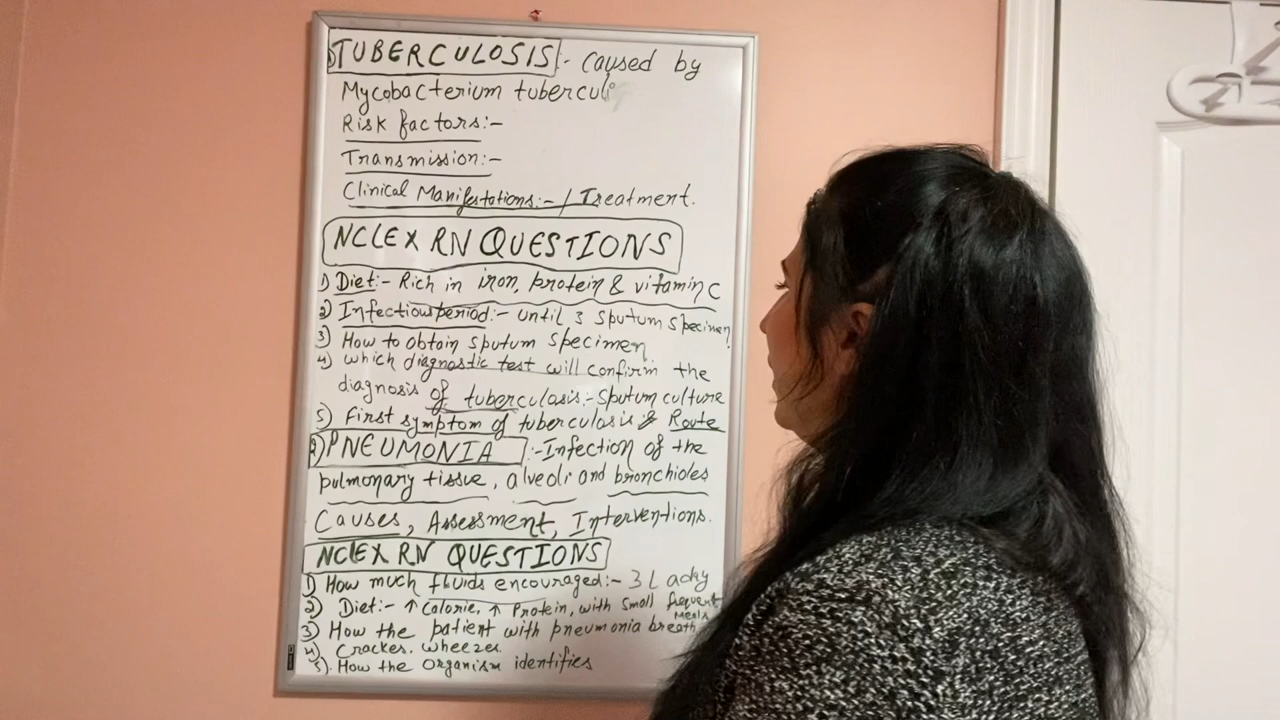 1) TUBERCULOSIS :- Caused by
Mycobacterium tuberculi
Risk factors:-
Transmission:-
Clinical Manifestations:- / Treatment.
NCLEX RN QUESTIONS
1) Diet:- Rich in iron, protein & vitamin C
2) Infectious period:- until 3 sputum specimen
3) How to obtain sputum specimen
4) which diagnostic test will confirm the
diagnosis of tuberculosis:- sputum culture
5) First symptom of tuberculosis & Route
2) PNEUMONIA :- Infection of the
pulmonary tissue, alveoli and bronchioles
Causes, Assessment, Interventions.
NCLEX RN QUESTIONS
1) How much fluids encouraged:- 3 L a day
2) Diet:- ↑ Calorie, ↑ Protein, with small frequent
meals
3) How the patient with pneumonia breath
4) Crackes. wheezes.
5) How the organism identifies